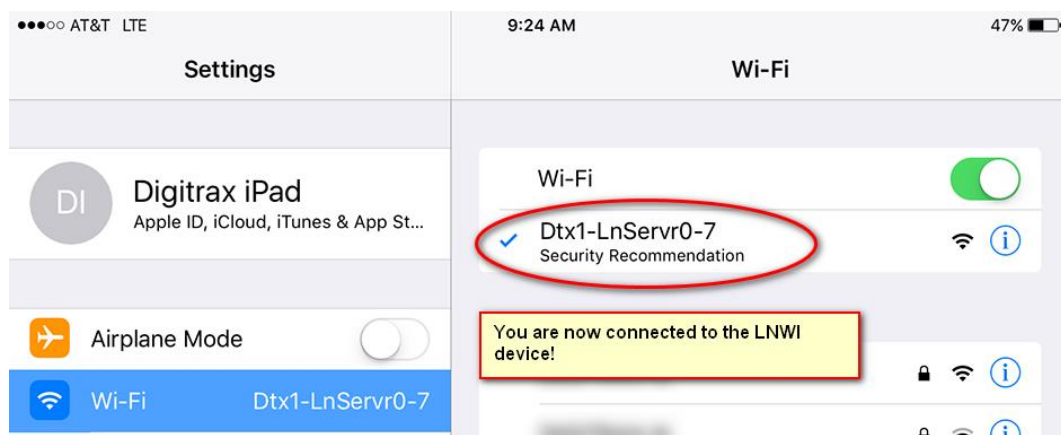 AT&T LTE
9:24 AM
47%
Settings
Wi-Fi
DI
Digitrax iPad
Apple ID, iCloud, iTunes & App St...
Wi-Fi
Dtx1-LnServr0-7
Security Recommendation
You are now connected to the LNWI
device!
Airplane Mode
Wi-Fi
Dtx1-LnServr0-7